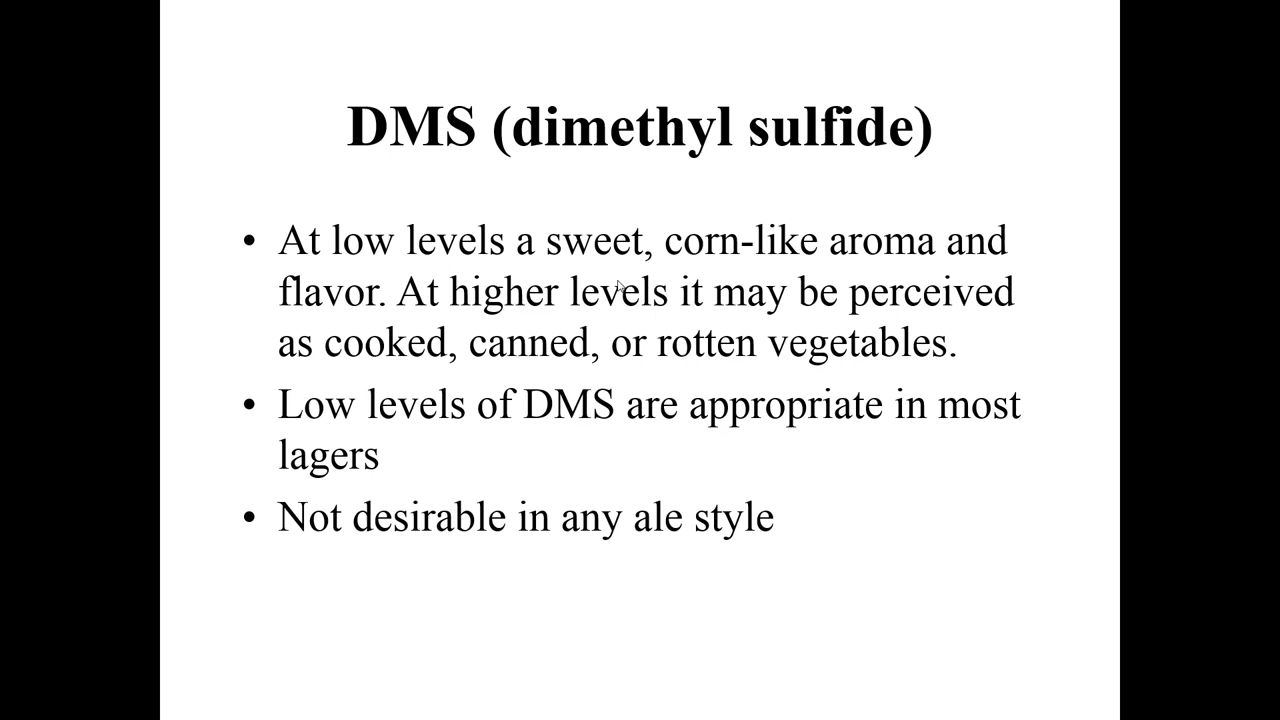 DMS (dimethyl sulfide)
• At low levels a sweet, corn-like aroma and
flavor. At higher levels it may be perceived
as cooked, canned, or rotten vegetables.
• Low levels of DMS are appropriate in most
lagers
• Not desirable in any ale style